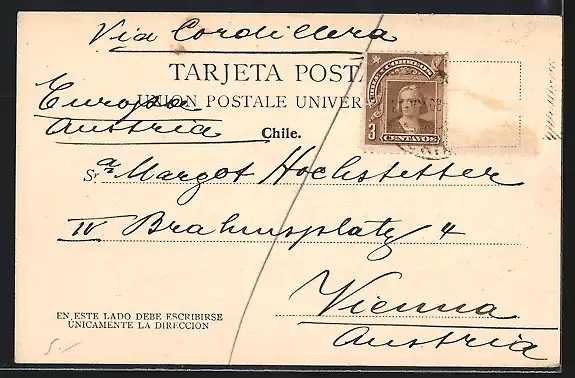 Via Cordillera
TARJETA POST
UNION POSTALE UNIVER
Europa
Austria
Chile.
CHILE CORREOS
3 CENTAVOS
Sra Margot Hochstetter
IV Brahmsplatz 4
Vienna
Austria
EN ESTE LADO DEBE ESCRIBIRSE
UNICAMENTE LA DIRECCION
5.-